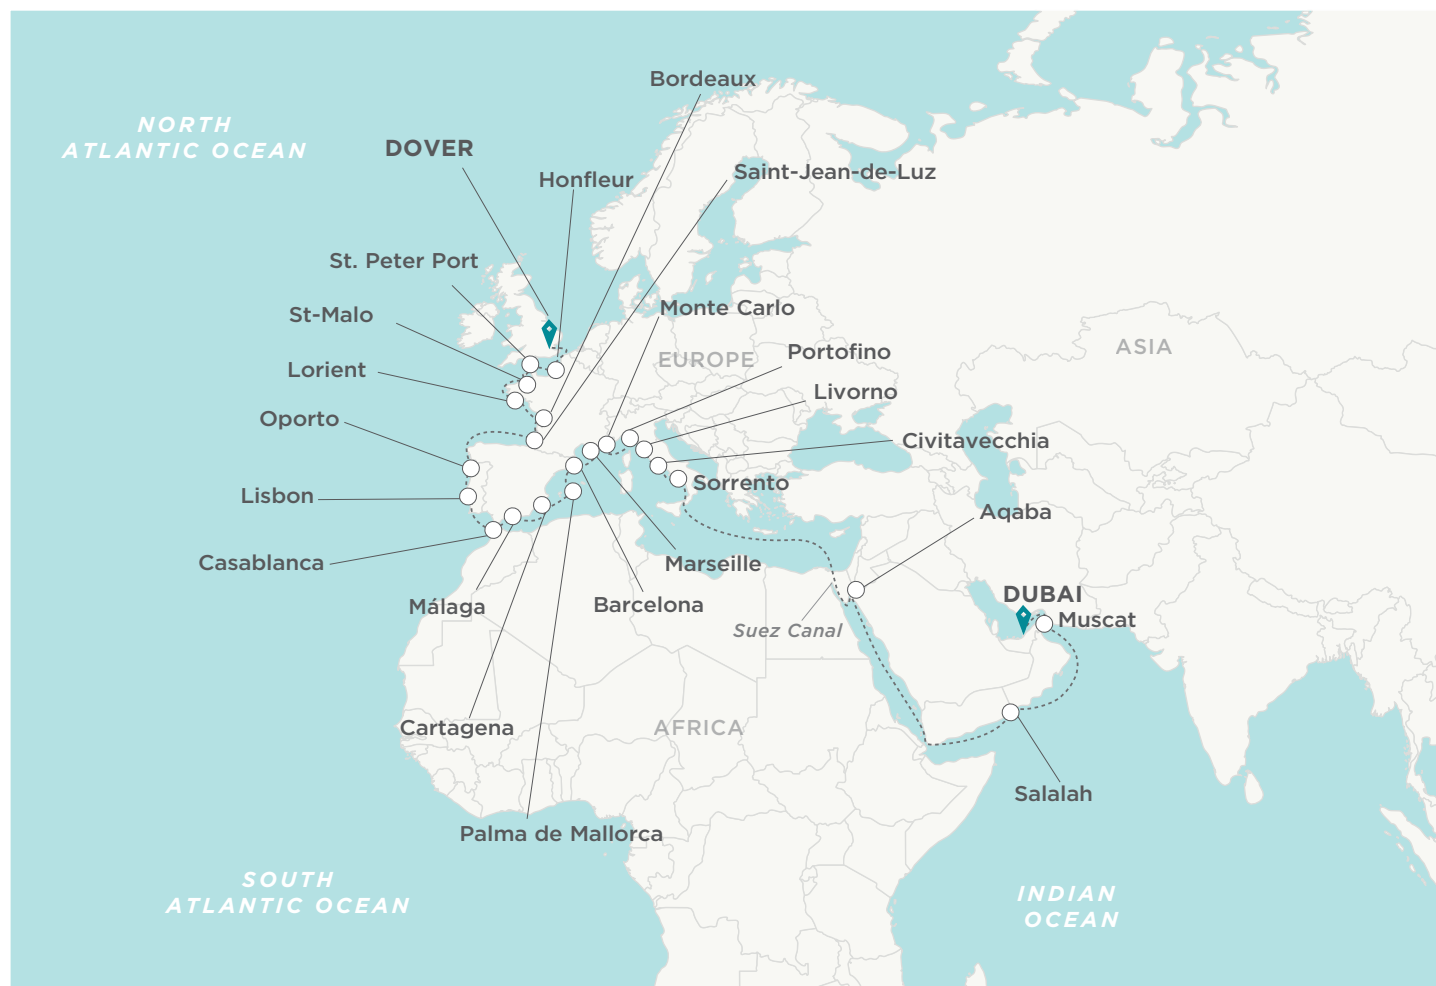 Bordeaux
NORTH
ATLANTIC OCEAN
DOVER
Honfleur
Saint-Jean-de-Luz
St. Peter Port
St-Malo
Monte Carlo
EUROPE
Portofino
ASIA
Lorient
Livorno
Oporto
Civitavecchia
Sorrento
Lisbon
Aqaba
Casablanca
Marseille
Málaga
Barcelona
DUBAI
Muscat
Suez Canal
Cartagena
AFRICA
Salalah
Palma de Mallorca
SOUTH
ATLANTIC OCEAN
INDIAN
OCEAN